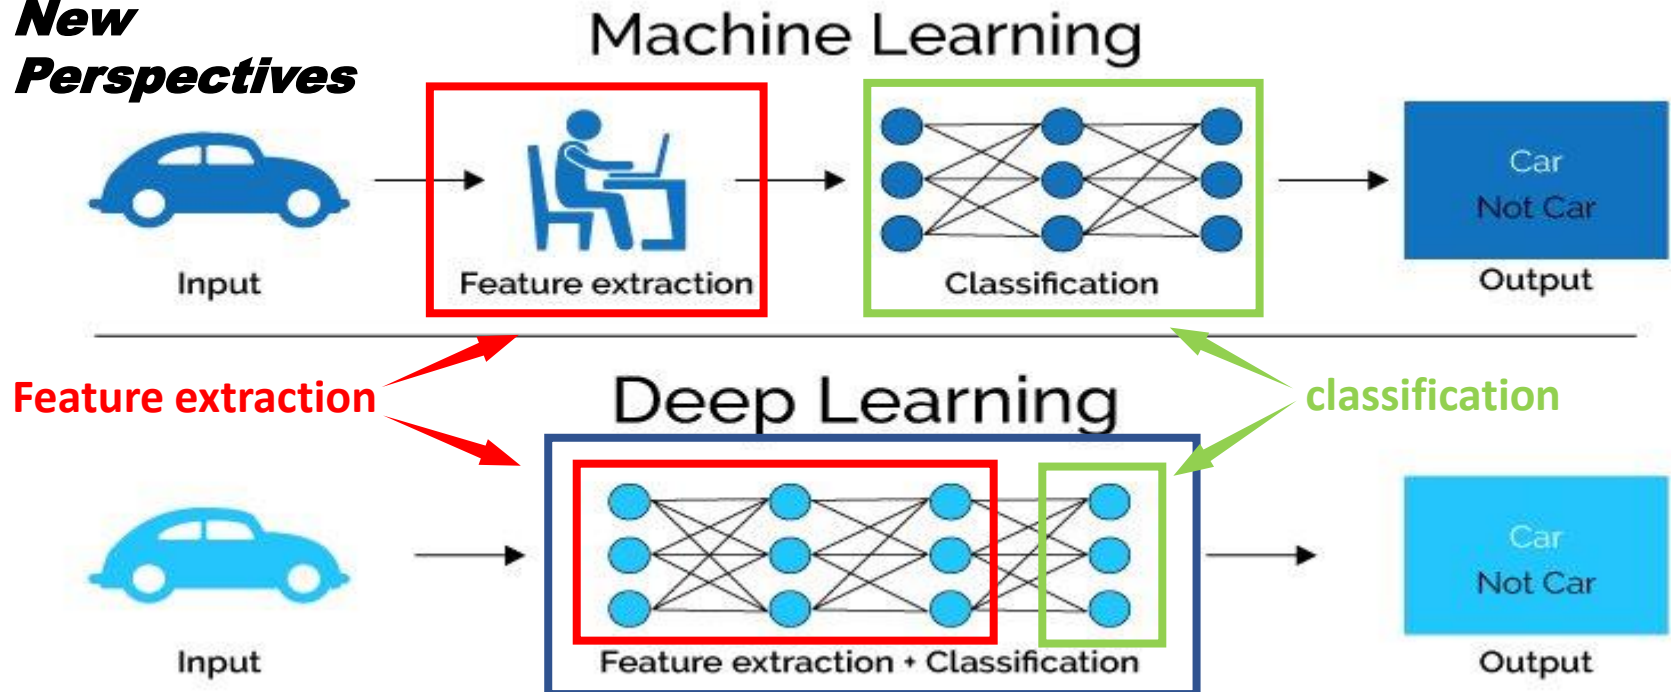 New
Perspectives
Machine Learning
Car
Not Car
Input
Feature extraction
Classification
Output
Feature extraction
classification
Deep Learning
Car
Not Car
Input
Feature extraction + Classification
Output